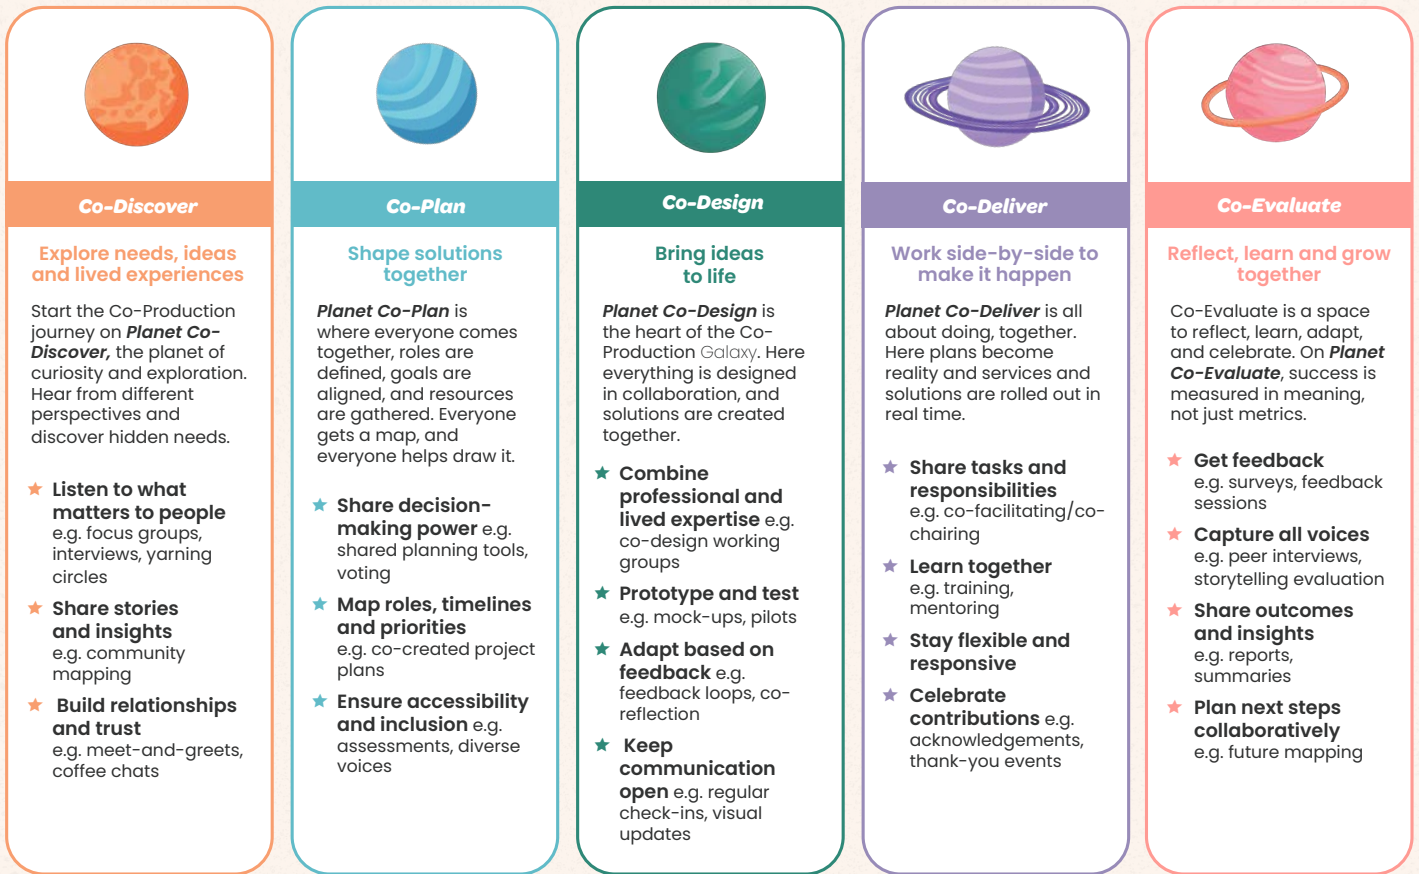 Co-Discover
Explore needs, ideas
and lived experiences
Start the Co-Production
journey on Planet Co-
Discover, the planet of
curiosity and exploration.
Hear from different
perspectives and
discover hidden needs.
Listen to what
matters to people
e.g. focus groups,
interviews, yarning
circles
Share stories
and insights
e.g. community
mapping
Build relationships
and trust
e.g. meet-and-greets,
coffee chats
Co-Plan
Shape solutions
together
Planet Co-Plan is
where everyone comes
together, roles are
defined, goals are
aligned, and resources
are gathered. Everyone
gets a map, and
everyone helps draw it.
Share decision-
making power e.g.
shared planning tools,
voting
Map roles, timelines
and priorities
e.g. co-created project
plans
Ensure accessibility
and inclusion e.g.
assessments, diverse
voices
Co-Design
Bring ideas
to life
Planet Co-Design is
the heart of the Co-
Production Galaxy. Here
everything is designed
in collaboration, and
solutions are created
together.
Combine
professional and
lived expertise e.g.
co-design working
groups
Prototype and test
e.g. mock-ups, pilots
Adapt based on
feedback e.g.
feedback loops, co-
reflection
Keep
communication
open e.g. regular
check-ins, visual
updates
Co-Deliver
Work side-by-side to
make it happen
Planet Co-Deliver is all
about doing, together.
Here plans become
reality and services and
solutions are rolled out in
real time.
Share tasks and
responsibilities
e.g. co-facilitating/co-
chairing
Learn together
e.g. training,
mentoring
Stay flexible and
responsive
Celebrate
contributions e.g.
acknowledgements,
thank-you events
Co-Evaluate
Reflect, learn and grow
together
Co-Evaluate is a space
to reflect, learn, adapt,
and celebrate. On Planet
Co-Evaluate, success is
measured in meaning,
not just metrics.
Get feedback
e.g. surveys, feedback
sessions
Capture all voices
e.g. peer interviews,
storytelling evaluation
Share outcomes
and insights
e.g. reports,
summaries
Plan next steps
collaboratively
e.g. future mapping